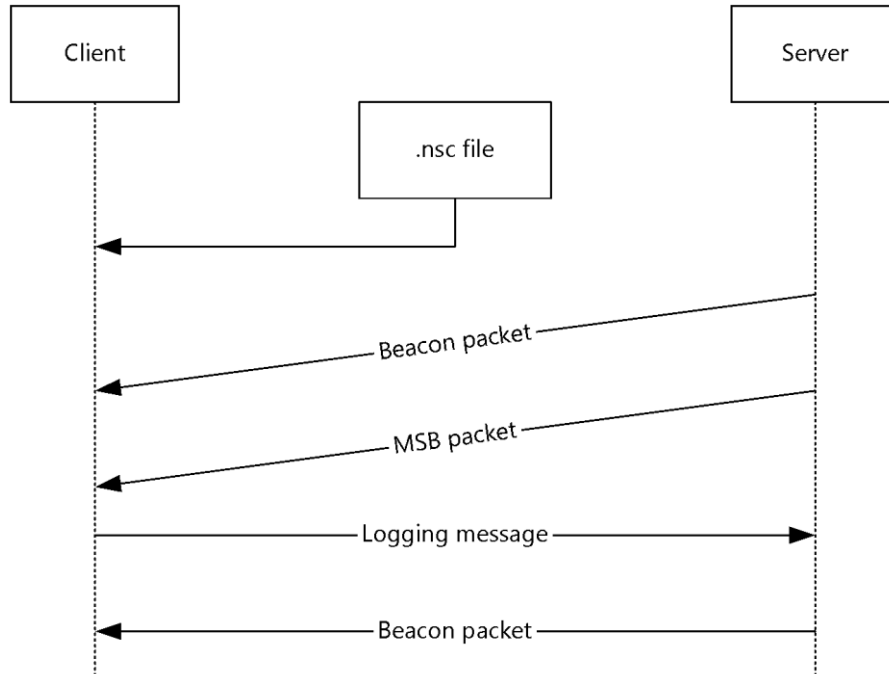 Client
Server
.nsc file
Beacon packet
MSB packet
Logging message
Beacon packet